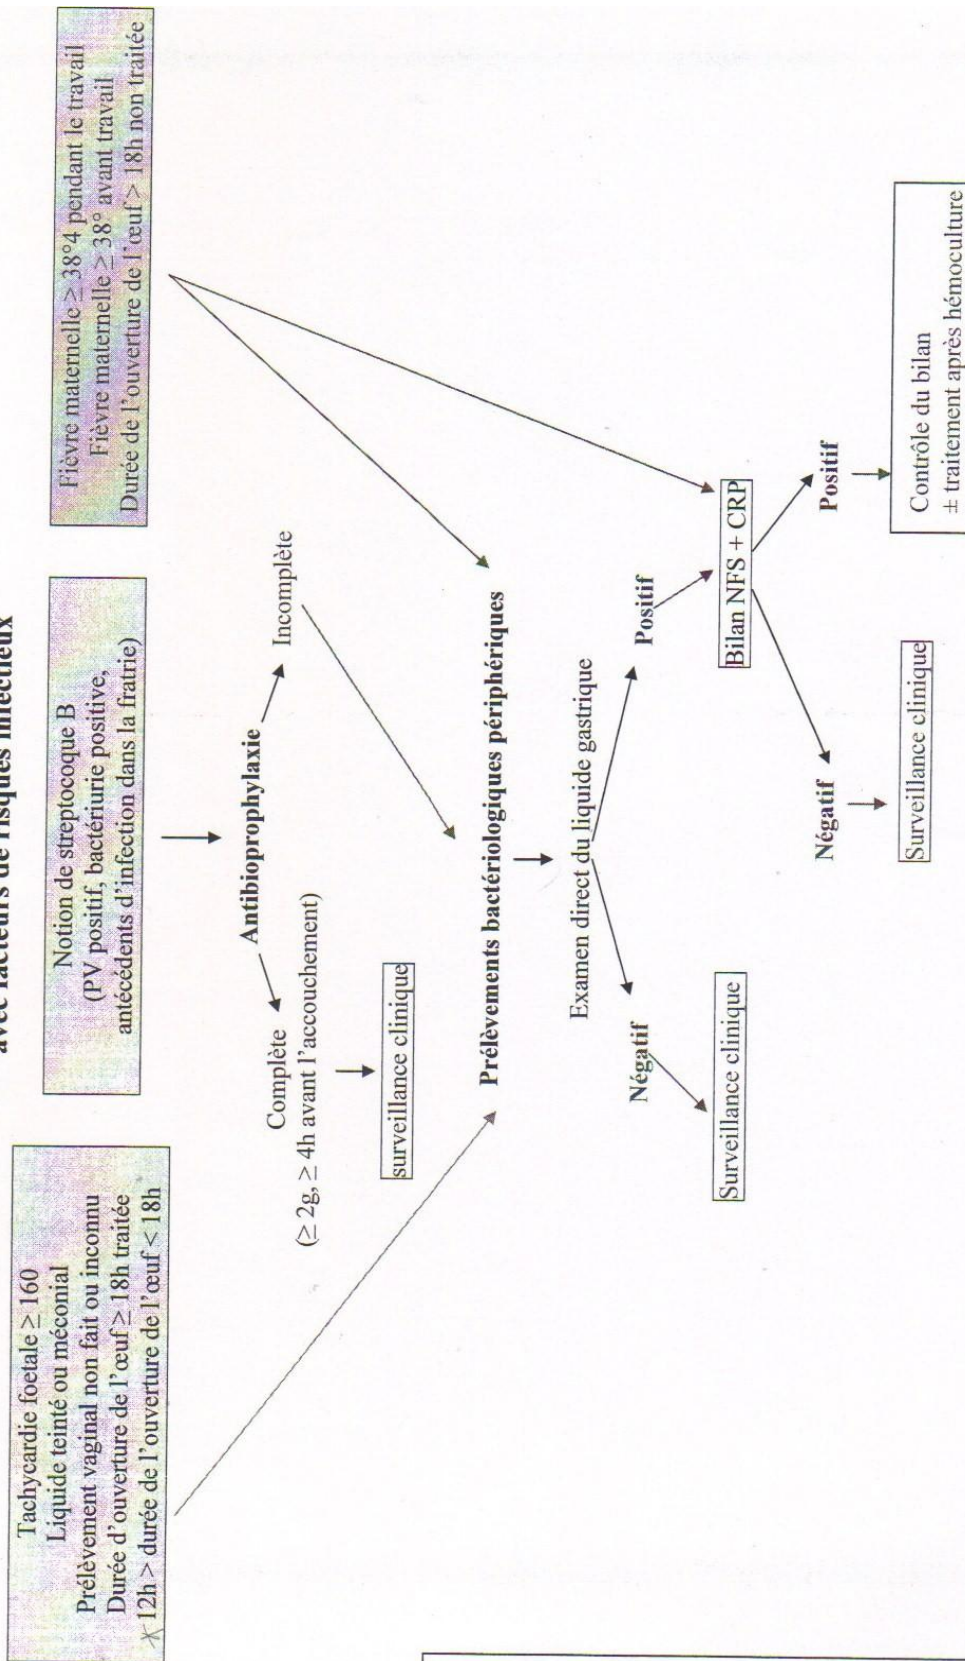 avec facteurs de risques infectieux
Tachycardie foetale ≥ 160
Liquide teinté ou méconial
Prélèvement vaginal non fait ou inconnu
Durée d'ouverture de l'œuf ≥ 18h traitée
* 12h > durée de l'ouverture de l'œuf < 18h
Notion de streptocoque B
(PV positif, bactériurie positive,
antécédents d'infection dans la fratrie)
Fièvre maternelle ≥ 38°4 pendant le travail
Fièvre maternelle ≥ 38° avant travail
Durée de l'ouverture de l'œuf > 18h non traitée
Antibioprophylaxie
Complète
(≥ 2g, ≥ 4h avant l'accouchement)
Incomplète
surveillance clinique
Prélèvements bactériologiques périphériques
Examen direct du liquide gastrique
Négatif
Positif
Surveillance clinique
Bilan NFS + CRP
Négatif
Positif
Surveillance clinique
Contrôle du bilan
± traitement après hémoculture